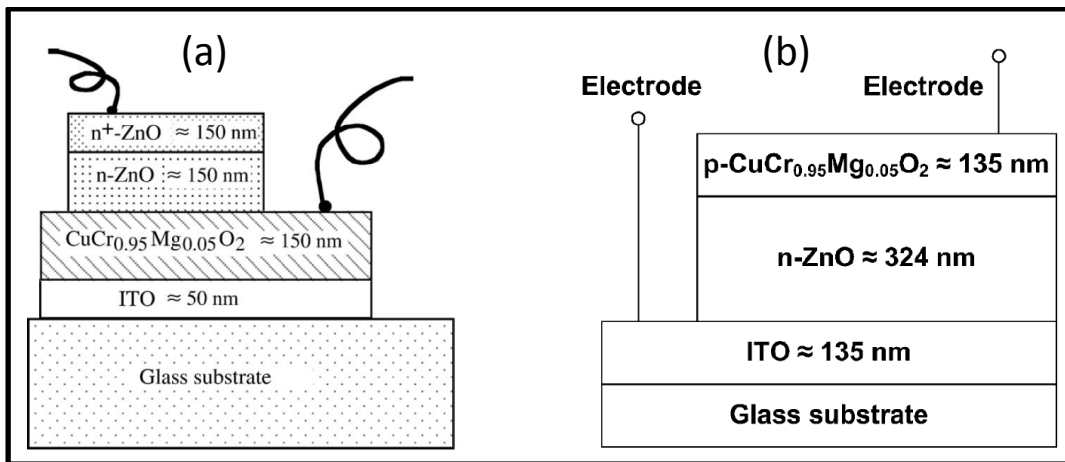 (a)
n⁺-ZnO ≈ 150 nm
n-ZnO ≈ 150 nm
CuCr₀.₉₅Mg₀.₀₅O₂ ≈ 150 nm
ITO ≈ 50 nm
Glass substrate
(b)
Electrode
Electrode
p-CuCr₀.₉₅Mg₀.₀₅O₂ ≈ 135 nm
n-ZnO ≈ 324 nm
ITO ≈ 135 nm
Glass substrate